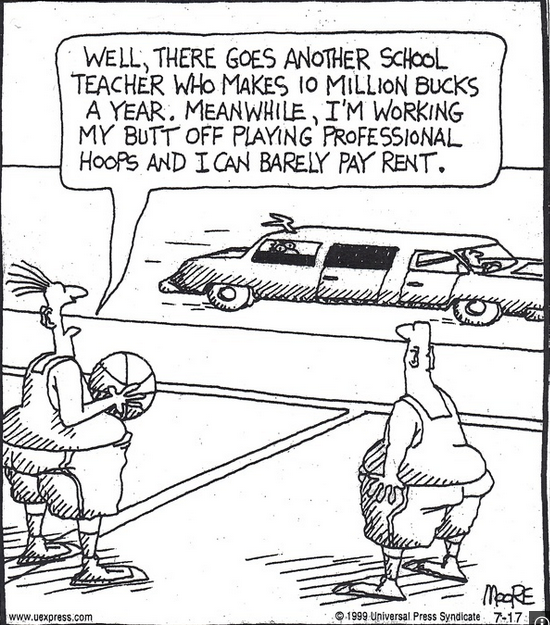 WELL, THERE GOES ANOTHER SCHOOL
TEACHER WHO MAKES 10 MILLION BUCKS
A YEAR. MEANWHILE, I'M WORKING
MY BUTT OFF PLAYING PROFESSIONAL
HOOPS AND I CAN BARELY PAY RENT.
MOORE
www.uexpress.com
© 1999 Universal Press Syndicate 7-17